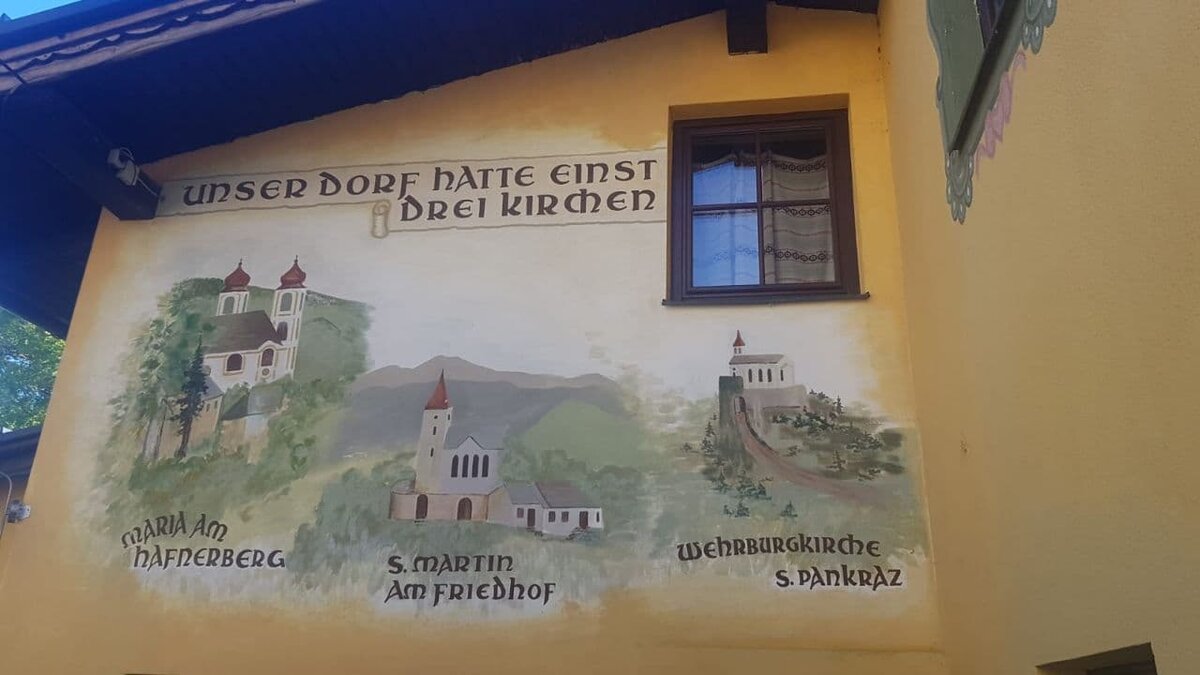 UNSER DORF HATTE EINST
DREI KIRCHEN
MARIA AM
HAFNERBERG
S. MARTIN
AM FRIEDHOF
WEHRBURGKIRCHE
S. PANKRAZ